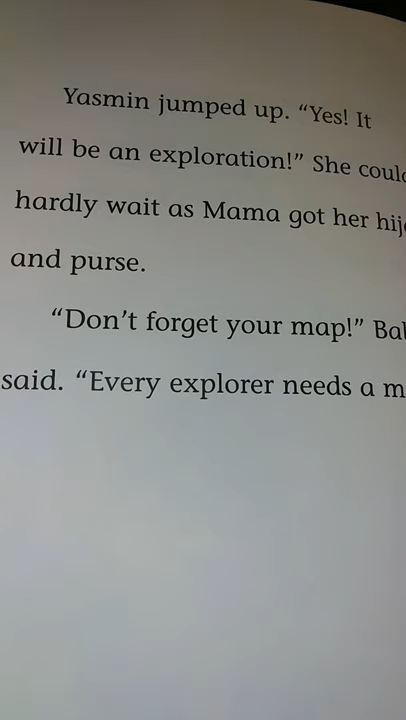 Yasmin jumped up. “Yes! It
will be an exploration!” She
hardly wait as Mama got her
and purse.
“Don’t forget your map!”
said. “Every explorer needs a